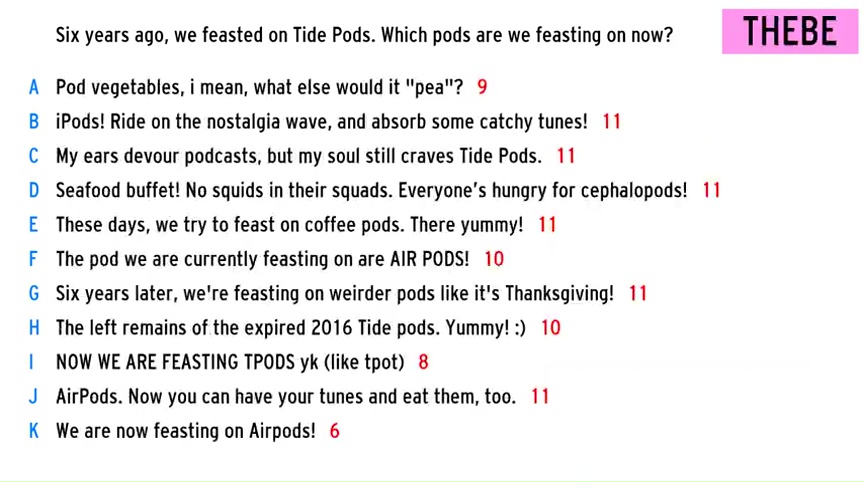 Six years ago, we feasted on Tide Pods. Which pods are we feasting on now?
THEBE
A Pod vegetables, i mean, what else would it "pea"? 9
B iPods! Ride on the nostalgia wave, and absorb some catchy tunes! 11
C My ears devour podcasts, but my soul still craves Tide Pods. 11
D Seafood buffet! No squids in their squads. Everyone's hungry for cephalopods! 11
E These days, we try to feast on coffee pods. There yummy! 11
F The pod we are currently feasting on are AIR PODS! 10
G Six years later, we're feasting on weirder pods like it's Thanksgiving! 11
H The left remains of the expired 2016 Tide pods. Yummy! :) 10
I NOW WE ARE FEASTING TPODS yk (like tpot) 8
J AirPods. Now you can have your tunes and eat them, too. 11
K We are now feasting on Airpods! 6